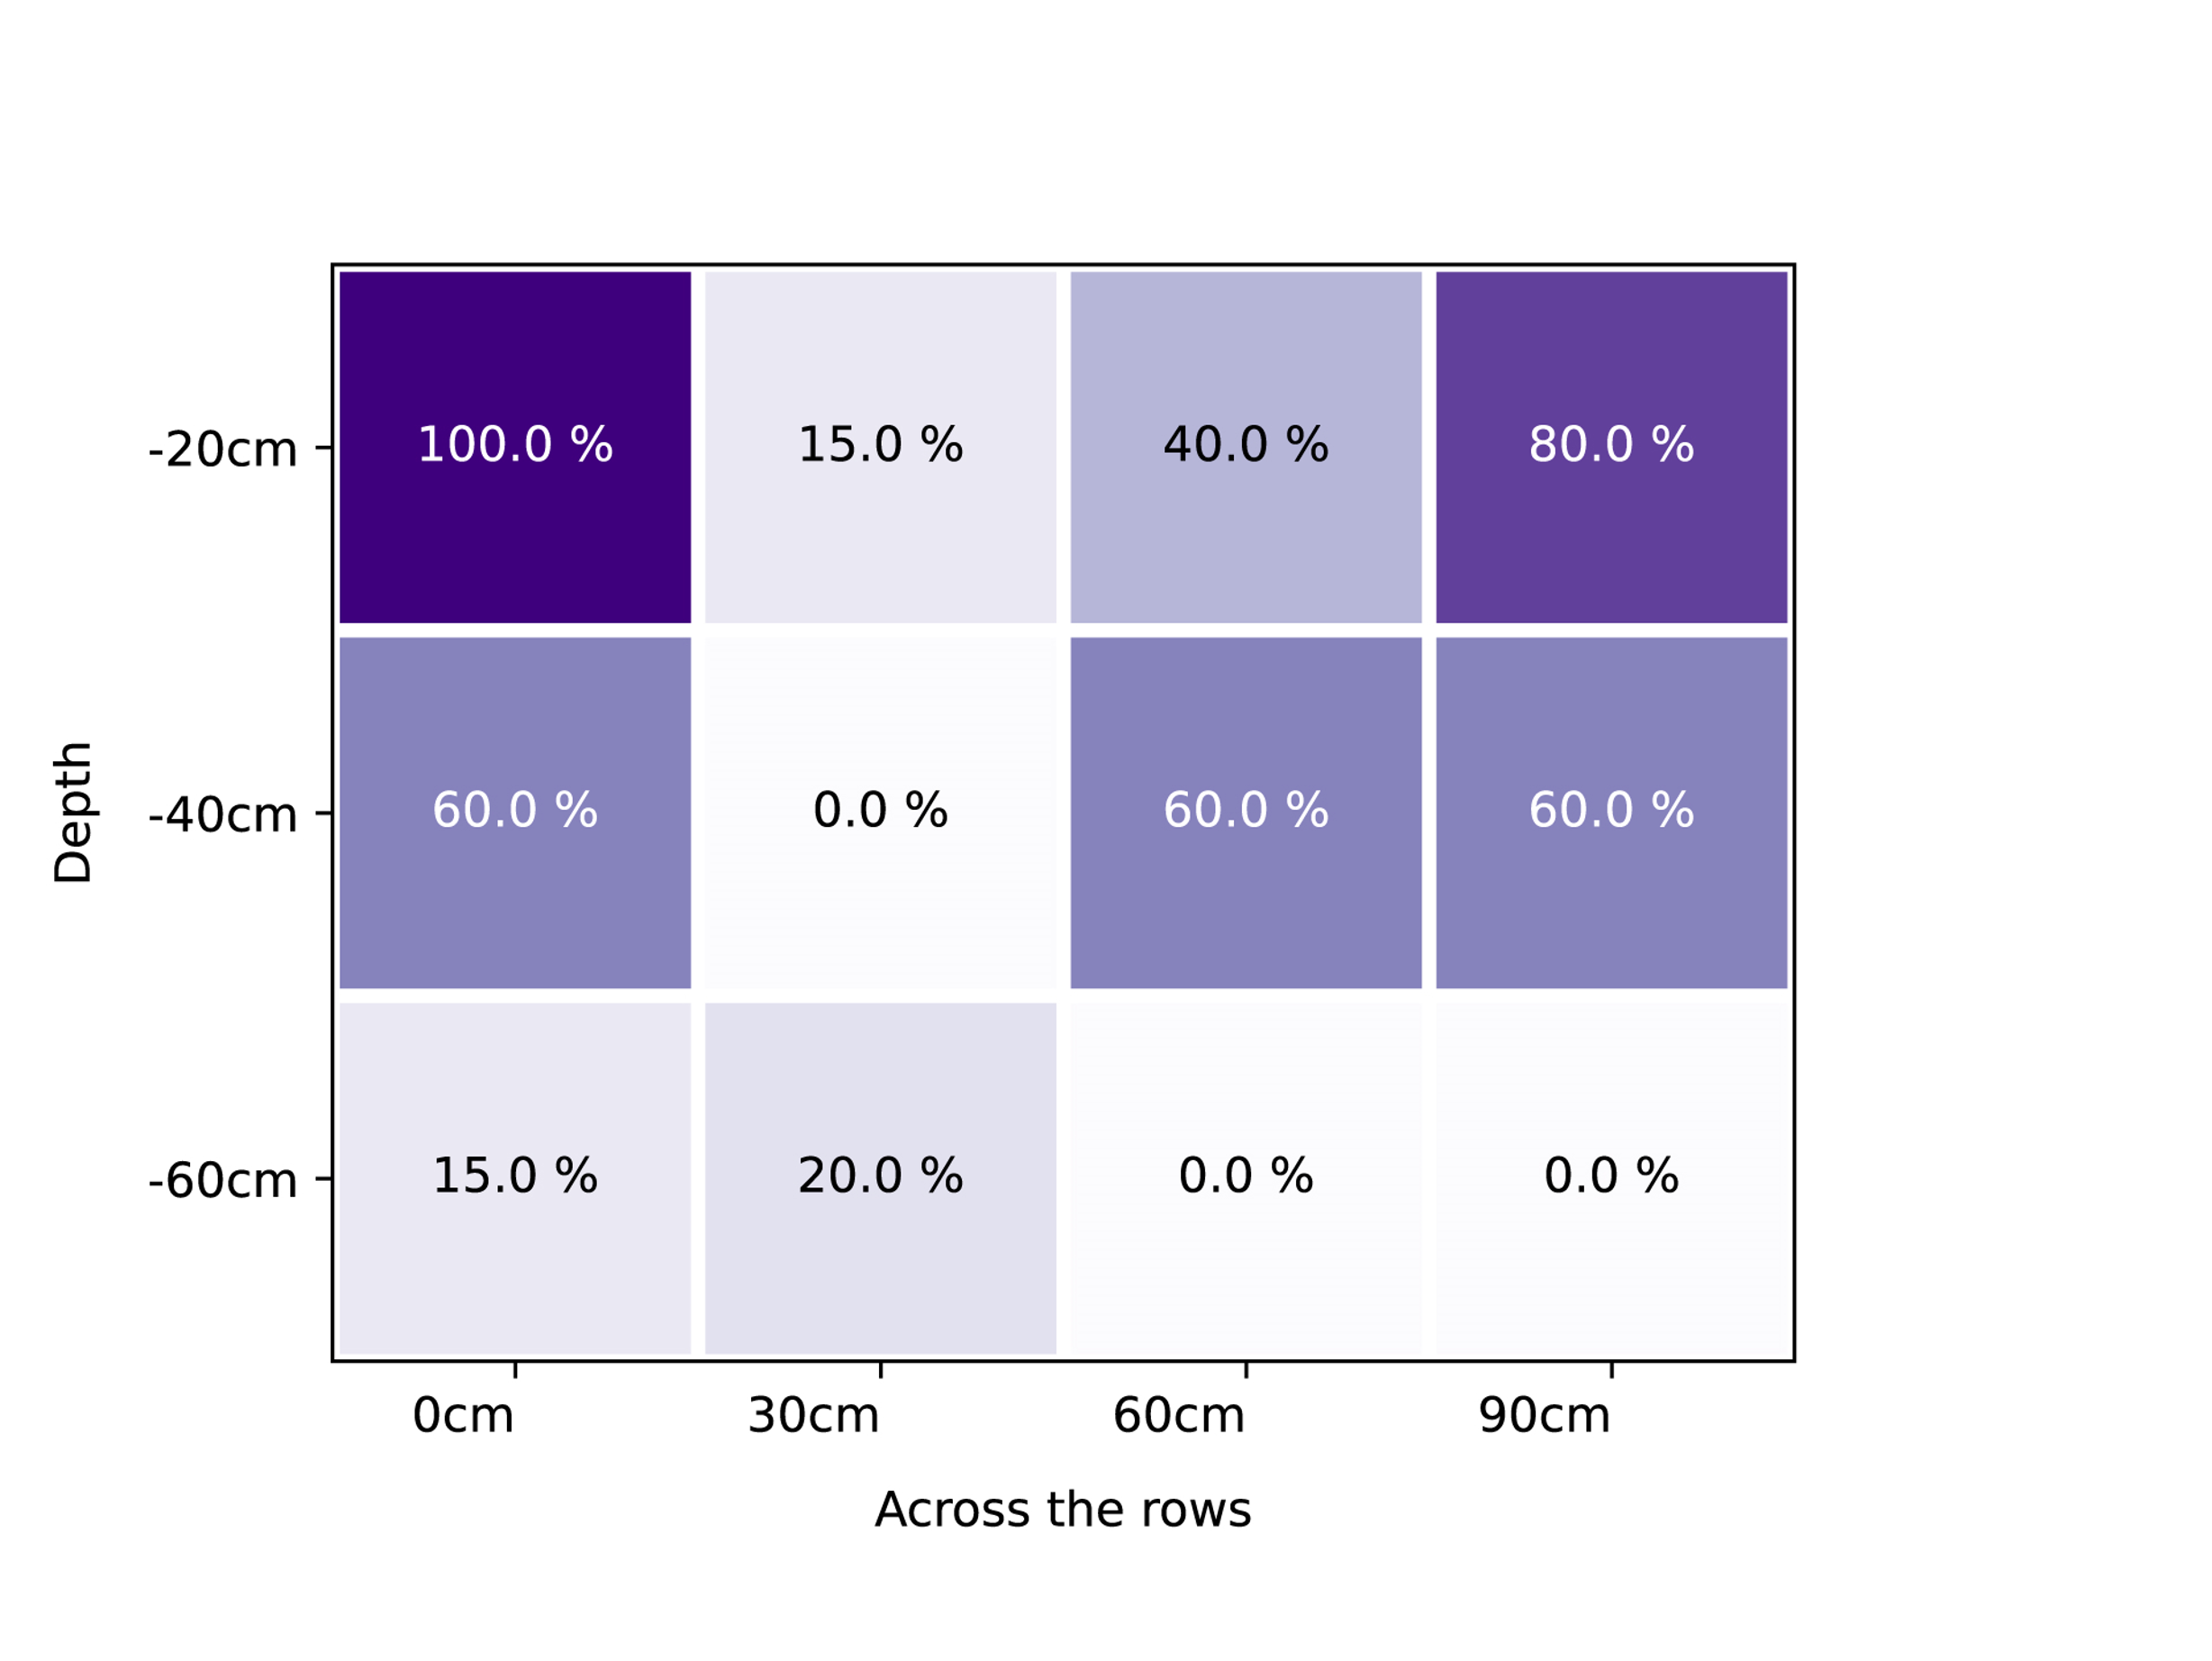 -20cm 100.0 % 15.0 % 40.0 % 80.0 %
-40cm 60.0 % 0.0 % 60.0 % 60.0 %
-60cm 15.0 % 20.0 % 0.0 % 0.0 %
Depth
0cm 30cm 60cm 90cm
Across the rows